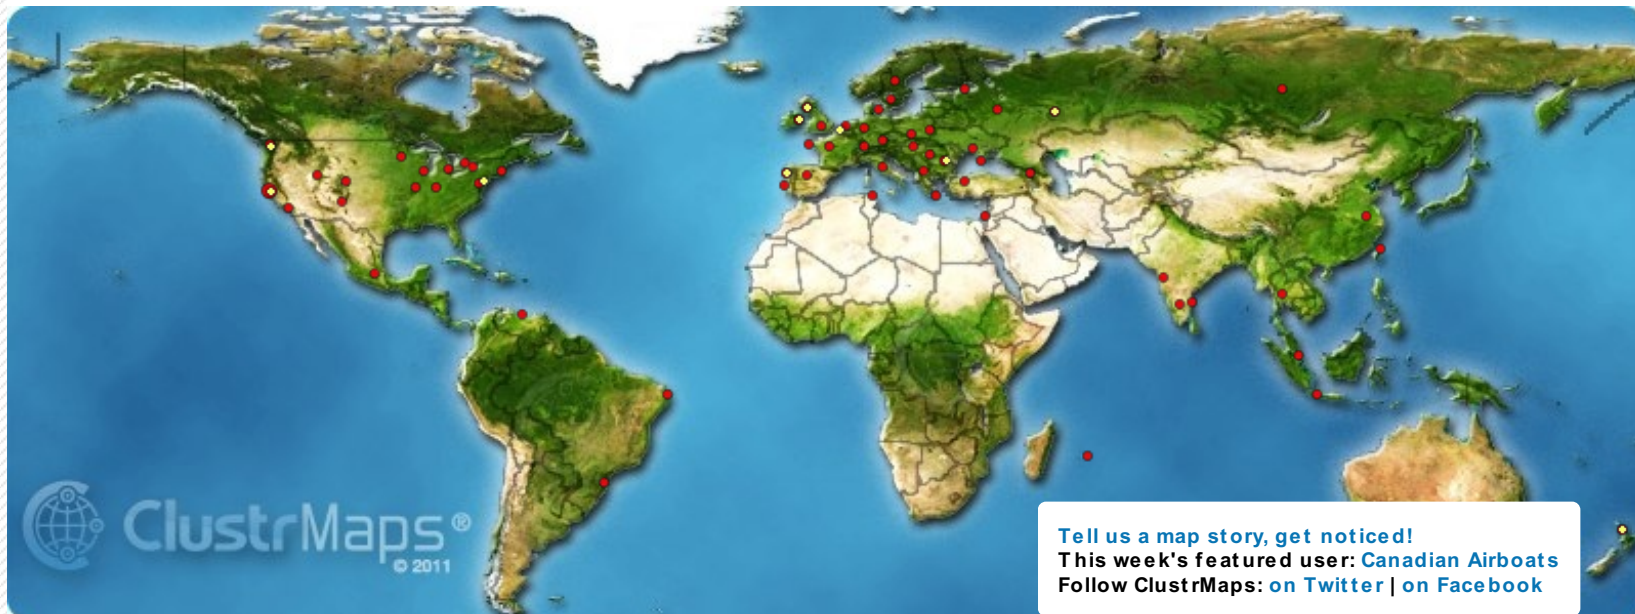 ClustrMaps®
© 2011
Tell us a map story, get noticed!
This week's featured user: Canadian Airboats
Follow ClustrMaps: on Twitter | on Facebook